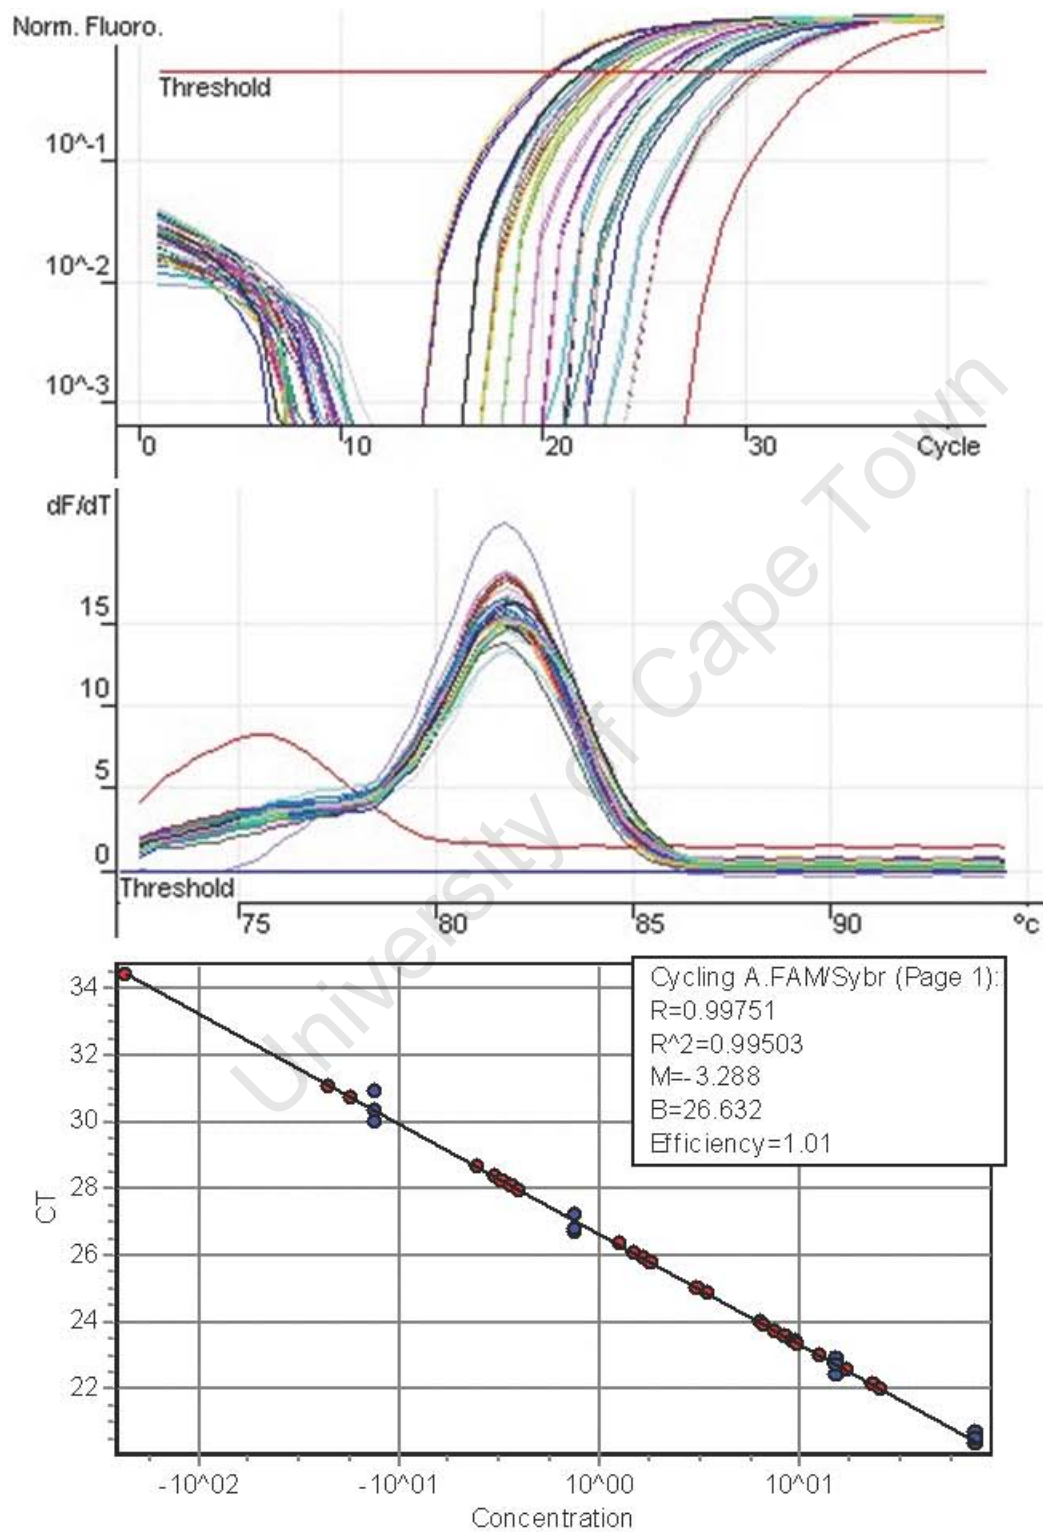 Norm. Fluoro.
Threshold
10^-1
10^-2
10^-3
0 10 20 30 Cycle
dF/dT
15
10
5
0
Threshold
75 80 85 90 °c
Cycling A.FAM/Sybr (Page 1):
R=0.99751
R^2=0.99503
M=-3.288
B=26.632
Efficiency=1.01
34
32
30
28
26
24
22
CT
-10^02 -10^01 10^00 10^01
Concentration
University of Cape Town